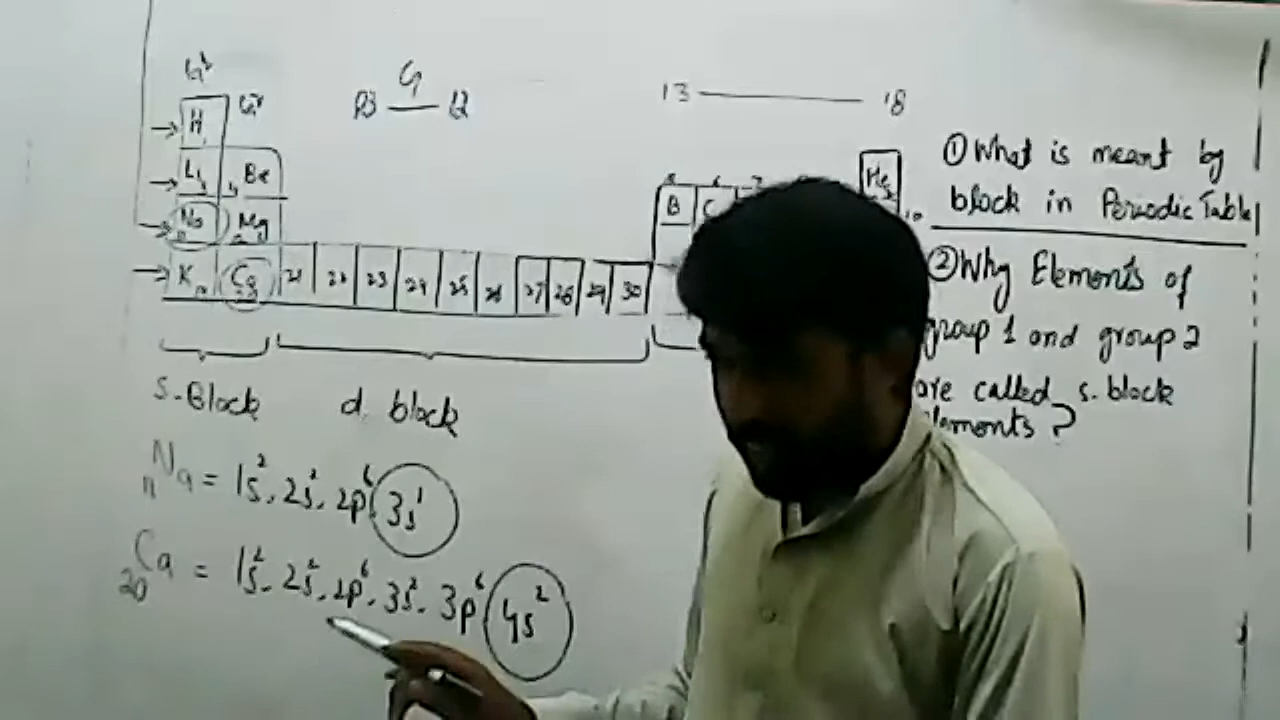 13 18
H
Li Be
Na Mg
K Ca 21 22 23 24 25 26 27 28 29 30
B C
He
s. Block d. block
11Na = 1s². 2s². 2p⁶ 3s¹
20Ca = 1s². 2s². 2p⁶. 3s². 3p⁶ 4s²
① What is meant by
block in Periodic Table
② Why Elements of
group 1 and group 2
are called s. block
elements?